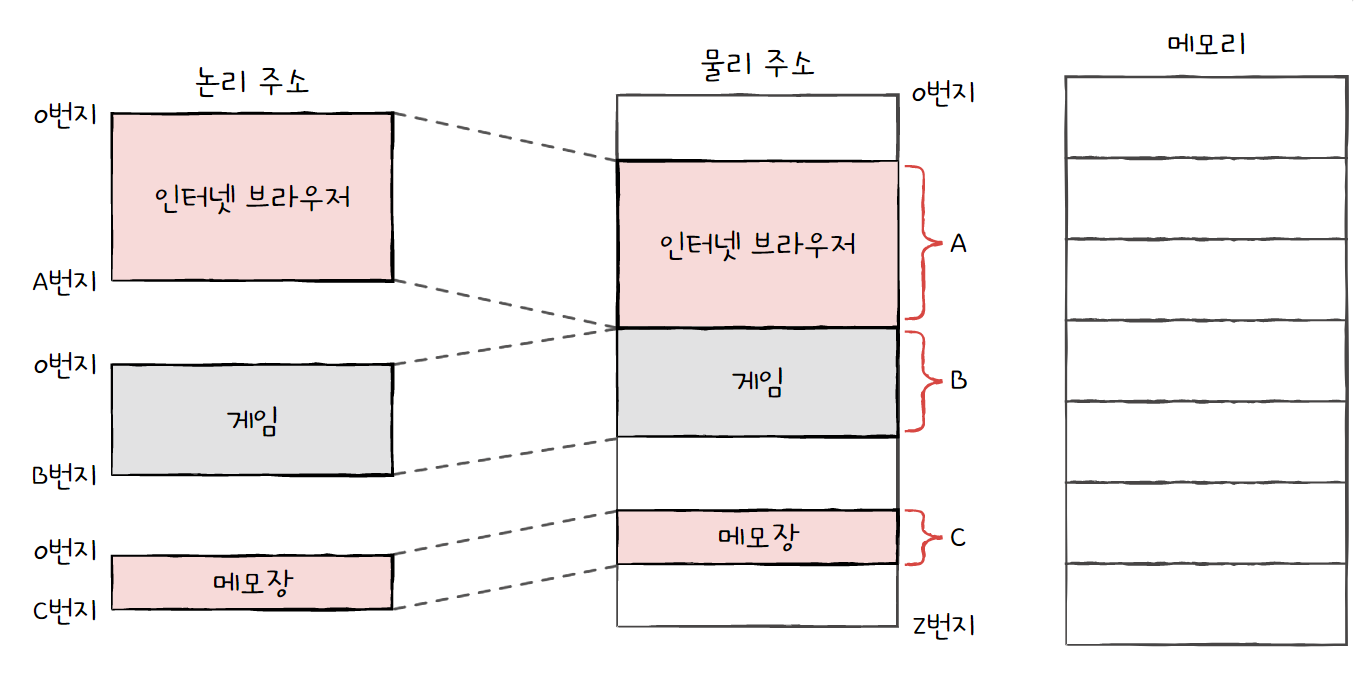 논리 주소
0번지
인터넷 브라우저
A번지
0번지
게임
B번지
0번지
메모장
C번지
물리 주소
0번지
인터넷 브라우저
A
게임
B
메모장
C
Z번지
메모리